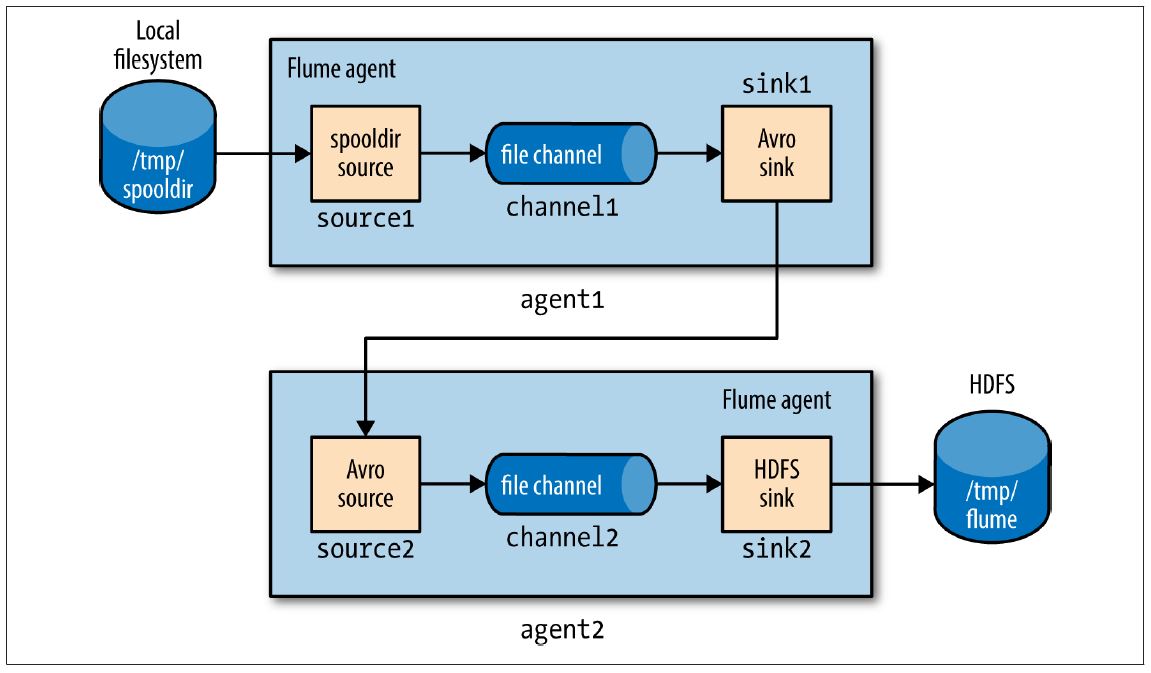 Local
filesystem
/tmp/
spooldir
Flume agent
spooldir
source
source1
file channel
channel1
sink1
Avro
sink
agent1
Flume agent
Avro
source
source2
file channel
channel2
HDFS
sink
sink2
HDFS
/tmp/
flume
agent2